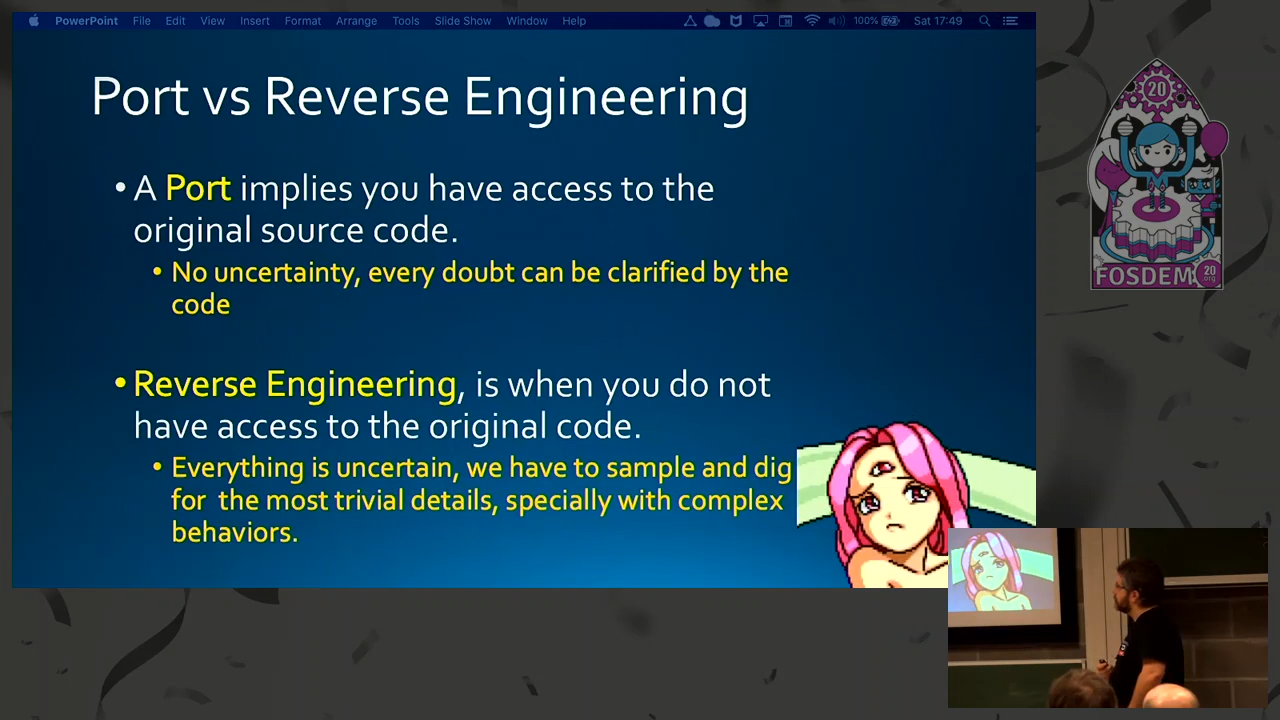 PowerPoint File Edit View Insert Format Arrange Tools Slide Show Window Help 100% Sat 17:49
Port vs Reverse Engineering
• A Port implies you have access to the
original source code.
• No uncertainty, every doubt can be clarified by the
code
• Reverse Engineering, is when you do not
have access to the original code.
• Everything is uncertain, we have to sample and dig
for the most trivial details, specially with complex
behaviors.
20
FOSDEM 20
.org